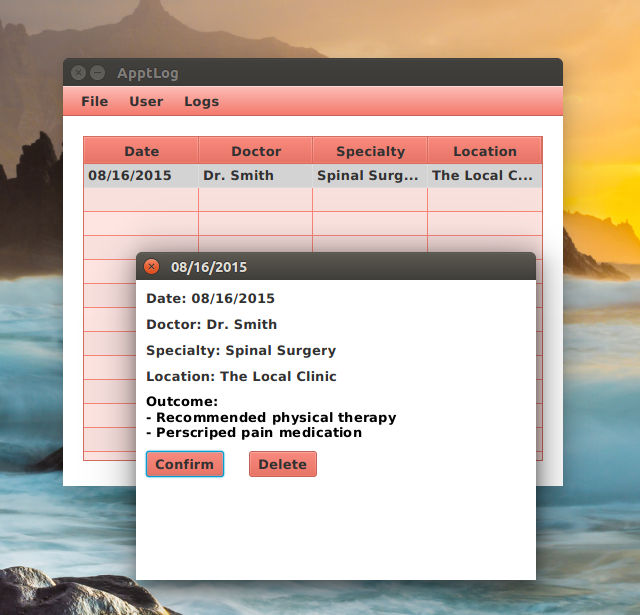 ApptLog
File User Logs
Date Doctor Specialty Location
08/16/2015 Dr. Smith Spinal Surg... The Local C...
08/16/2015
Date: 08/16/2015
Doctor: Dr. Smith
Specialty: Spinal Surgery
Location: The Local Clinic
Outcome:
- Recommended physical therapy
- Perscriped pain medication
Confirm Delete